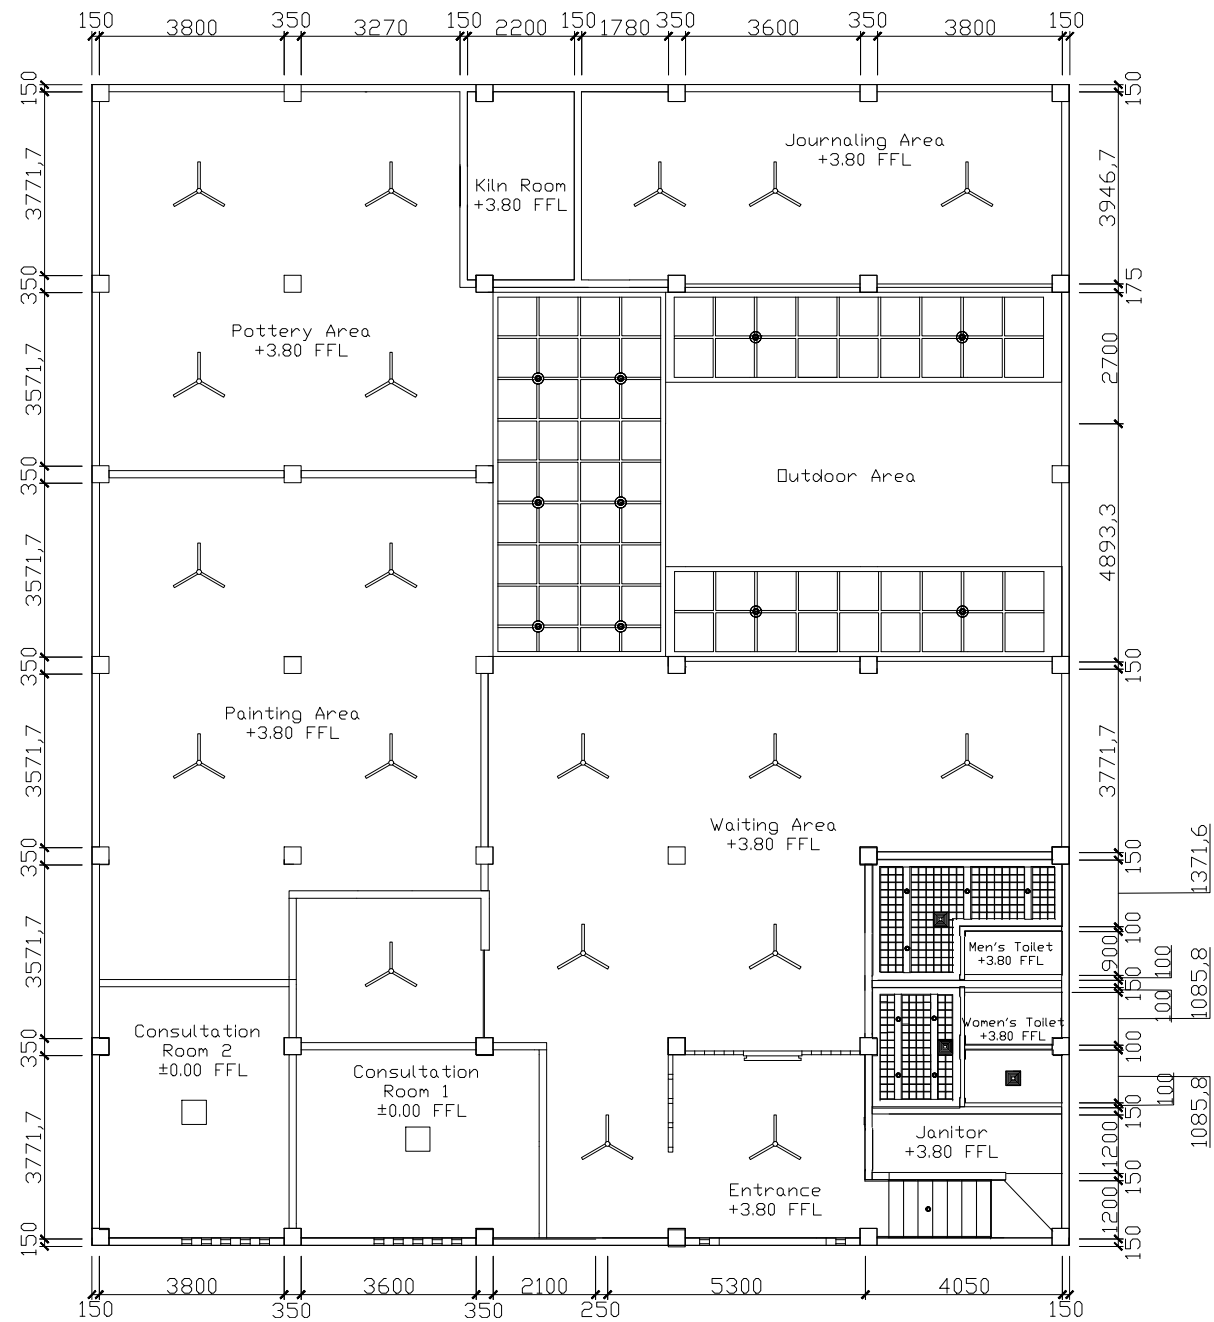 150 3800 350 3270 150 2200 150 1780 350 3600 350 3800 150
150
3771,7
350
3571,7
350
3571,7
350
3571,7
350
3571,7
350
3771,7
150
Journaling Area
+3.80 FFL
Kiln Room
+3.80 FFL
Pottery Area
+3.80 FFL
Outdoor Area
Painting Area
+3.80 FFL
Waiting Area
+3.80 FFL
Men's Toilet
+3.80 FFL
Women's Toilet
+3.80 FFL
Consultation
Room 2
±0.00 FFL
Consultation
Room 1
±0.00 FFL
Janitor
+3.80 FFL
Entrance
+3.80 FFL
150
3946,7
175
2700
4893,3
150
3771,7
150
1371,6
100
900
100
150
1085,8
100
100
100
1085,8
150
1200
150
1200
150
3800 3600 2100 5300 4050
150 350 350 250 150